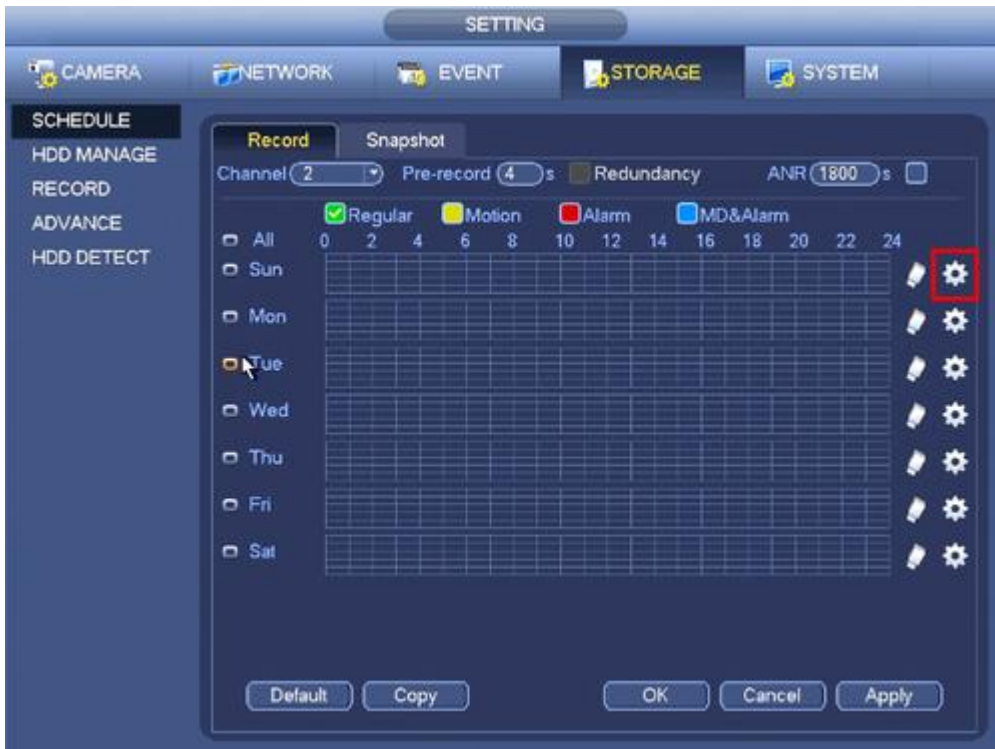 SETTING
CAMERA NETWORK EVENT STORAGE SYSTEM
SCHEDULE
HDD MANAGE
RECORD
ADVANCE
HDD DETECT
Record Snapshot
Channel 2 Pre-record 4 s Redundancy ANR 1800 s
Regular Motion Alarm MD&Alarm
All 0 2 4 6 8 10 12 14 16 18 20 22 24
Sun
Mon
Tue
Wed
Thu
Fri
Sat
Default Copy OK Cancel Apply